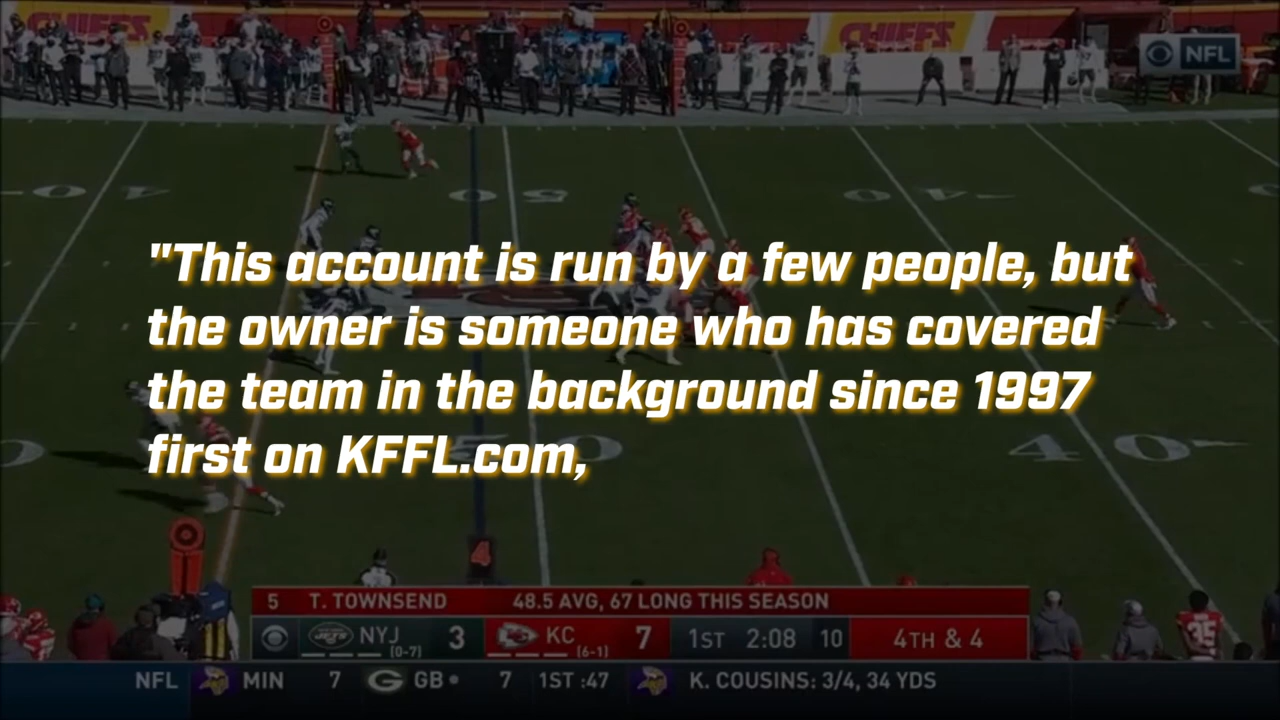 CHIEFS CHIEFS
NFL
"This account is run by a few people, but
the owner is someone who has covered
the team in the background since 1997
first on KFFL.com,
4
5 T. TOWNSEND 48.5 AVG, 67 LONG THIS SEASON
JETS NYJ (0-7) 3 KC (6-1) 7 1ST 2:08 10 4TH & 4
NFL MIN 7 GB 7 1ST :47 K. COUSINS: 3/4, 34 YDS